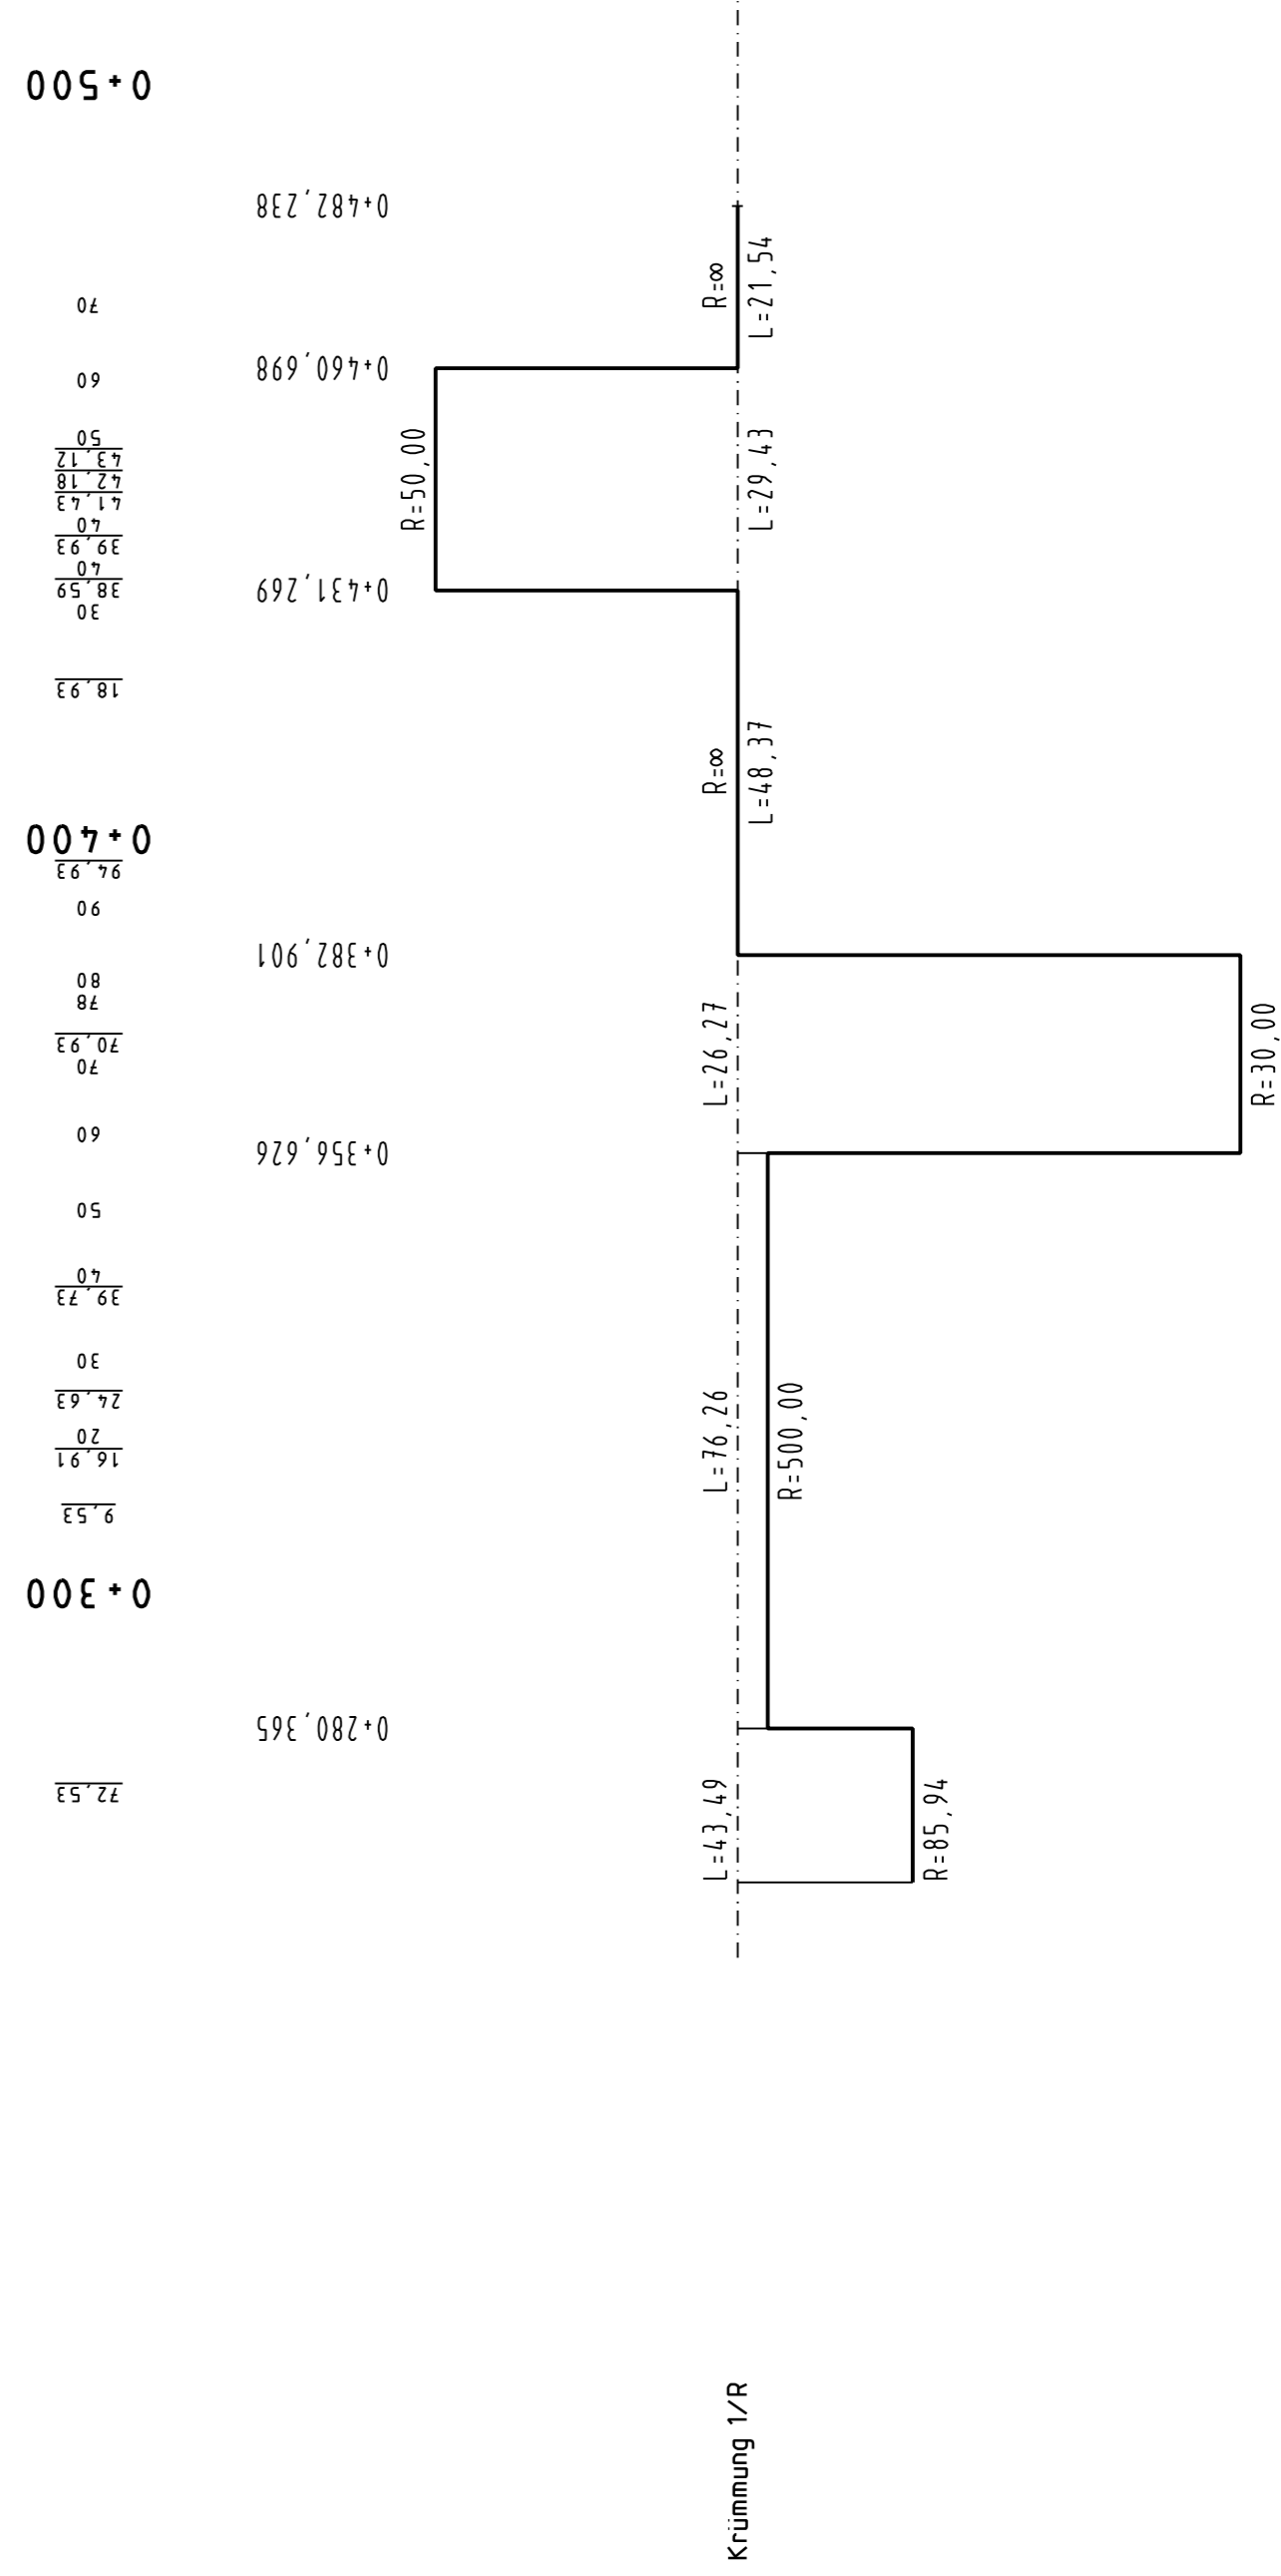 0+500
0+482,238
70
60
0+460,698
50
43,12
42,18
41,43
40
39,93
40
38,59
30
0+431,269
18,93
0+400
94,93
90
0+382,901
80
78
70,93
70
60
0+356,626
50
40
39,73
30
24,63
20
16,91
9,53
0+300
0+280,365
72,53
R=∞
L=21,54
R=50,00
L=29,43
R=∞
L=48,37
L=26,27
R=30,00
L=76,26
R=500,00
L=43,49
R=85,94
Krümmung 1/R